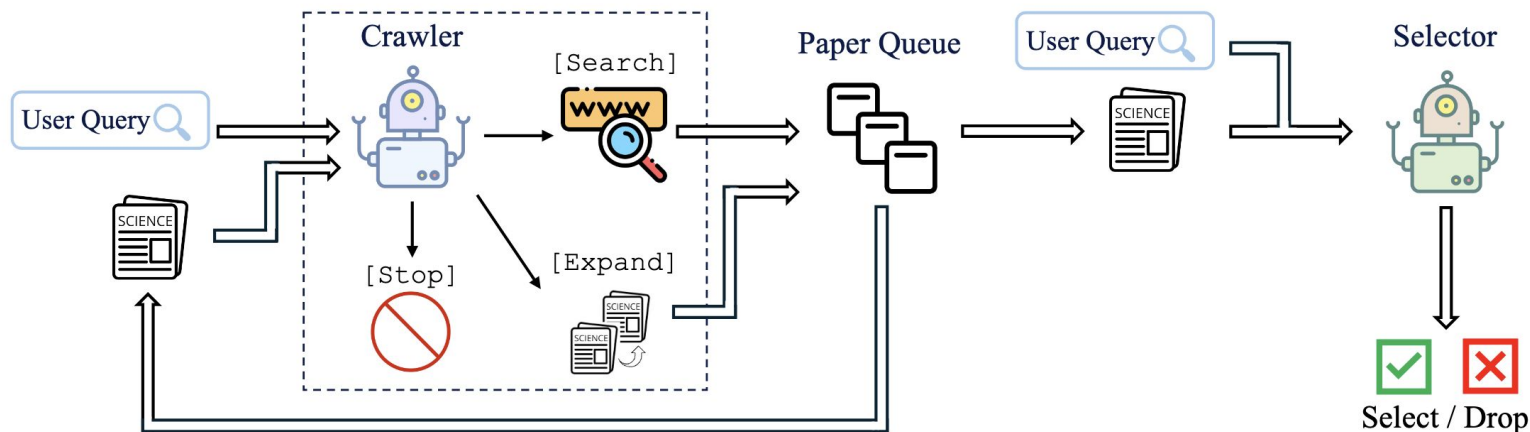 Crawler
[Search]
www
User Query
SCIENCE
[Stop]
[Expand]
SCIENCE
SCIENCE
Paper Queue
User Query
SCIENCE
Selector
Select / Drop